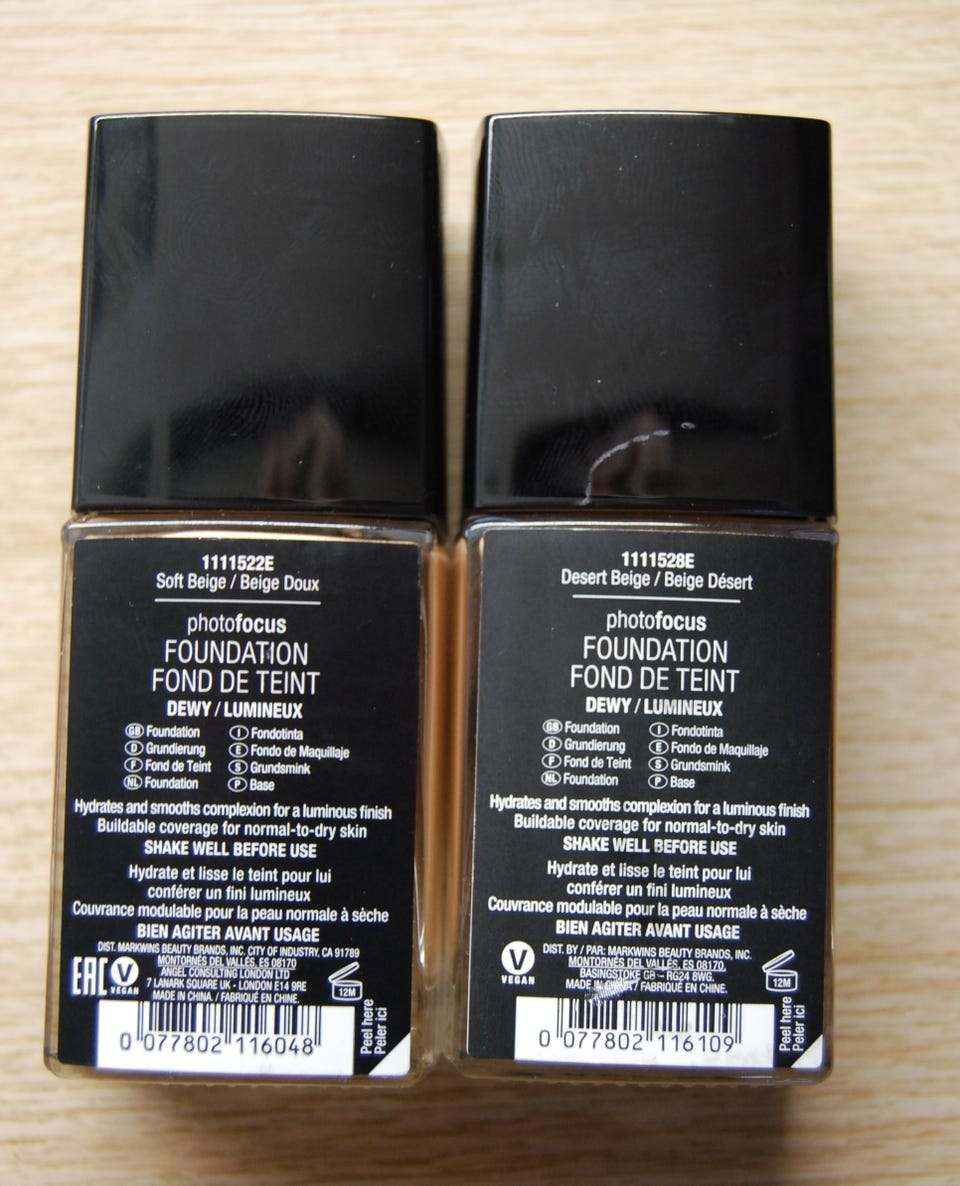 1111522E
Soft Beige / Beige Doux
photofocus
FOUNDATION
FOND DE TEINT
DEWY / LUMINEUX
GB Foundation I Fondotinta
D Grundierung E Fondo de Maquillaje
F Fond de Teint S Grundsmink
NL Foundation P Base
Hydrates and smooths complexion for a luminous finish
Buildable coverage for normal-to-dry skin
SHAKE WELL BEFORE USE
Hydrate et lisse le teint pour lui
conférer un fini lumineux
Couvrance modulable pour la peau normale à sèche
BIEN AGITER AVANT USAGE
DIST. MARKWINS BEAUTY BRANDS, INC. CITY OF INDUSTRY, CA 91789
MONTORNÉS DEL VALLÉS, ES 08170
ANGEL CONSULTING LONDON LTD
7 LANARK SQUARE UK - LONDON E14 9RE
MADE IN CHINA. / FABRIQUÉ EN CHINE.
EAC
V
VEGAN
12M
Peel here
Peler ici
0 077802 116048
1111528E
Desert Beige / Beige Désert
photofocus
FOUNDATION
FOND DE TEINT
DEWY / LUMINEUX
GB Foundation I Fondotinta
D Grundierung E Fondo de Maquillaje
F Fond de Teint S Grundsmink
NL Foundation P Base
Hydrates and smooths complexion for a luminous finish
Buildable coverage for normal-to-dry skin
SHAKE WELL BEFORE USE
Hydrate et lisse le teint pour lui
conférer un fini lumineux
Couvrance modulable pour la peau normale à sèche
BIEN AGITER AVANT USAGE
DIST. BY / PAR: MARKWINS BEAUTY BRANDS, INC.
MONTORNÉS DEL VALLÉS, ES 08170.
BASINGSTOKE GB - RG24 8WG.
MADE IN CHINA. / FABRIQUÉ EN CHINE.
V
VEGAN
12M
Peel here
Peler ici
0 077802 116109